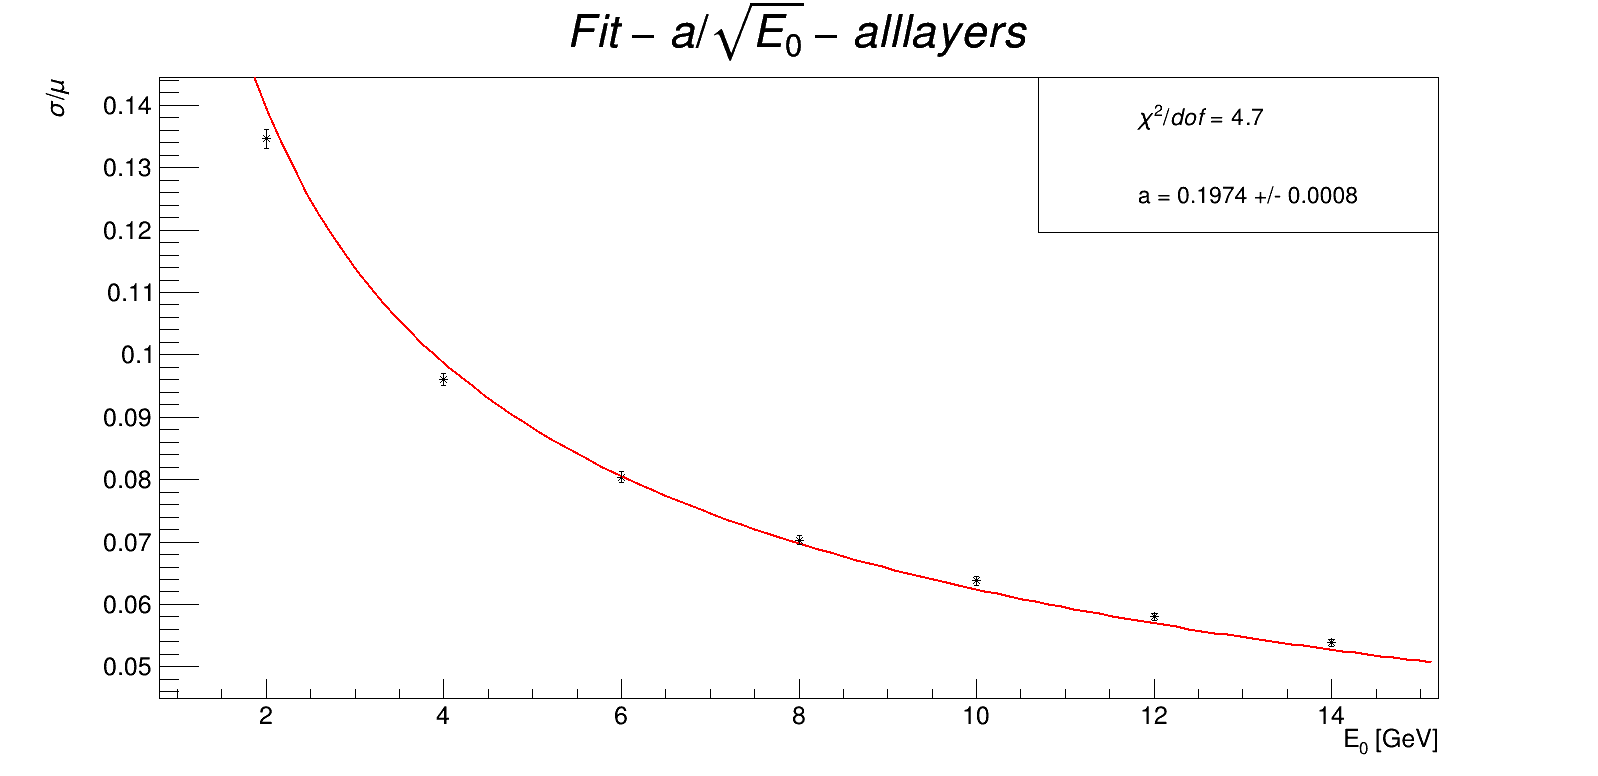 Fit – a/√E₀ – alllayers
σ/μ
χ²/dof = 4.7
a = 0.1974 +/- 0.0008
0.14
0.13
0.12
0.11
0.1
0.09
0.08
0.07
0.06
0.05
2 4 6 8 10 12 14
E₀ [GeV]